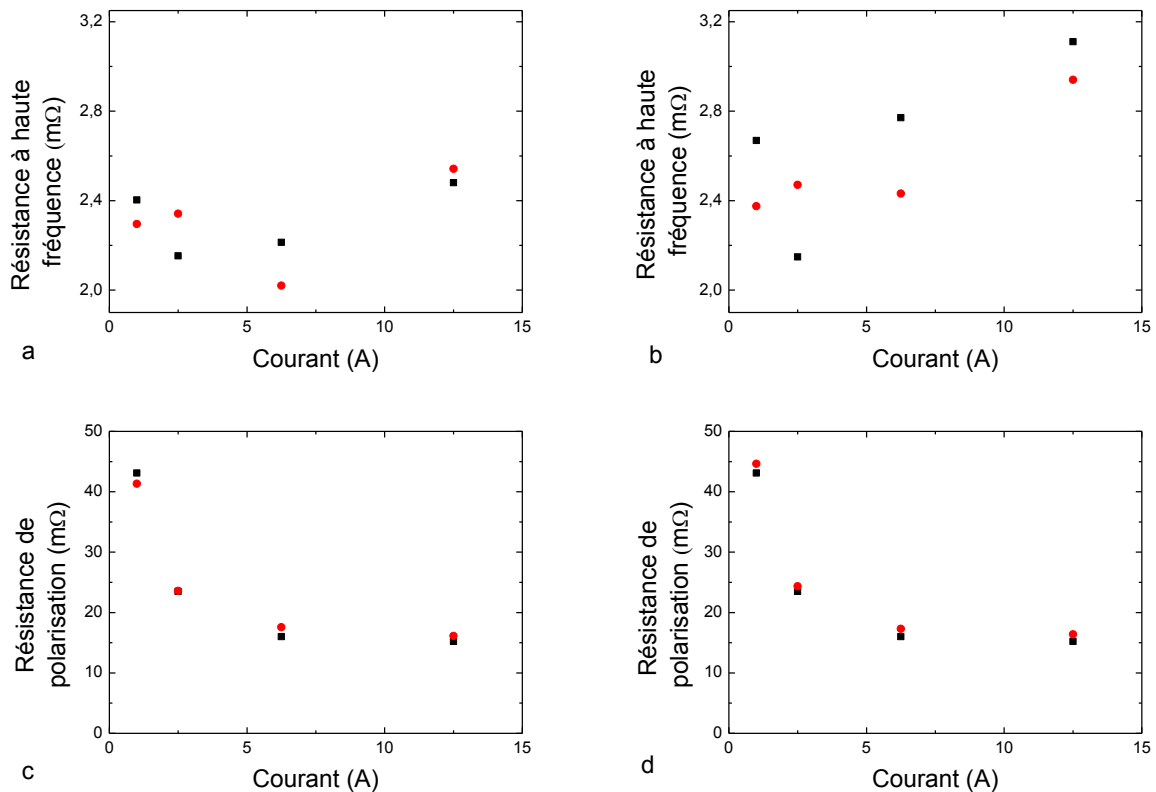 3,2
2,8
2,4
2,0
Résistance à haute
fréquence (mΩ)
0 5 10 15
Courant (A)
a
3,2
2,8
2,4
2,0
Résistance à haute
fréquence (mΩ)
0 5 10 15
Courant (A)
b
50
40
30
20
10
0
Résistance de
polarisation (mΩ)
0 5 10 15
Courant (A)
c
50
40
30
20
10
0
Résistance de
polarisation (mΩ)
0 5 10 15
Courant (A)
d